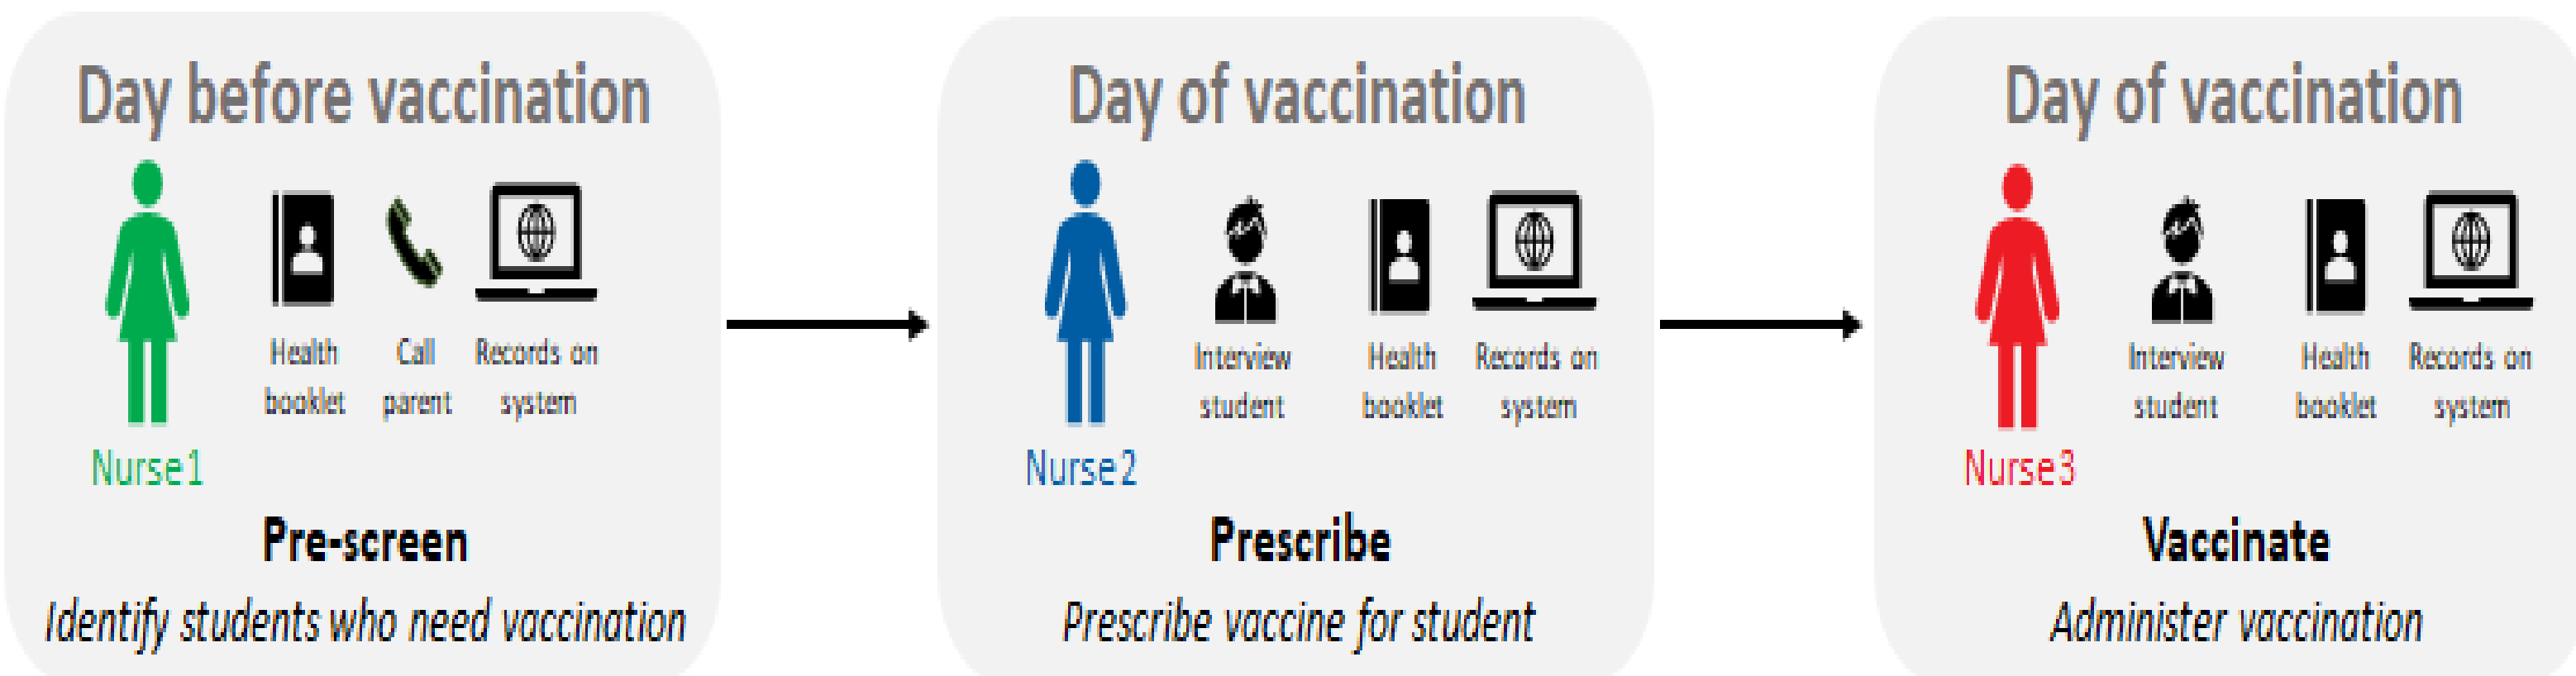 Day before vaccination
Health booklet
Call parent
Records on system
Nurse1
Pre-screen
Identify students who need vaccination
Day of vaccination
Interview student
Health booklet
Records on system
Nurse2
Prescribe
Prescribe vaccine for student
Day of vaccination
Interview student
Health booklet
Records on system
Nurse3
Vaccinate
Administer vaccination